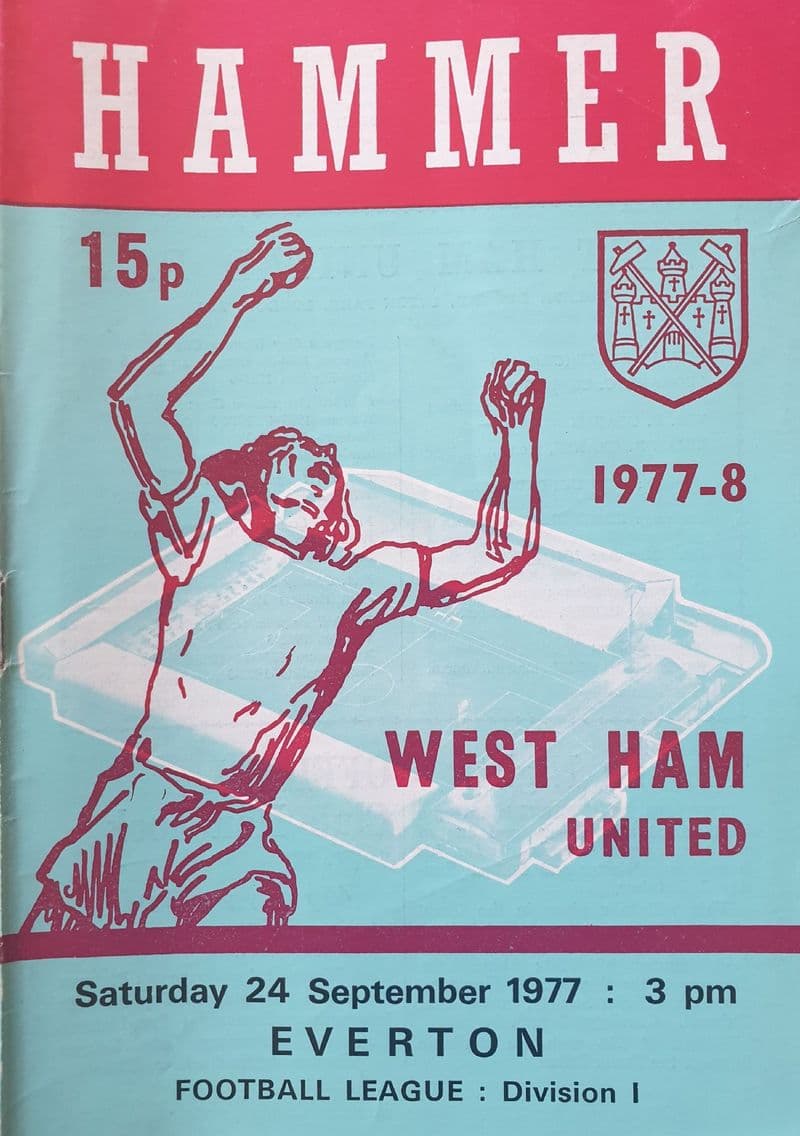 HAMMER
15p
1977-8
WEST HAM
UNITED
Saturday 24 September 1977 : 3 pm
EVERTON
FOOTBALL LEAGUE : Division I